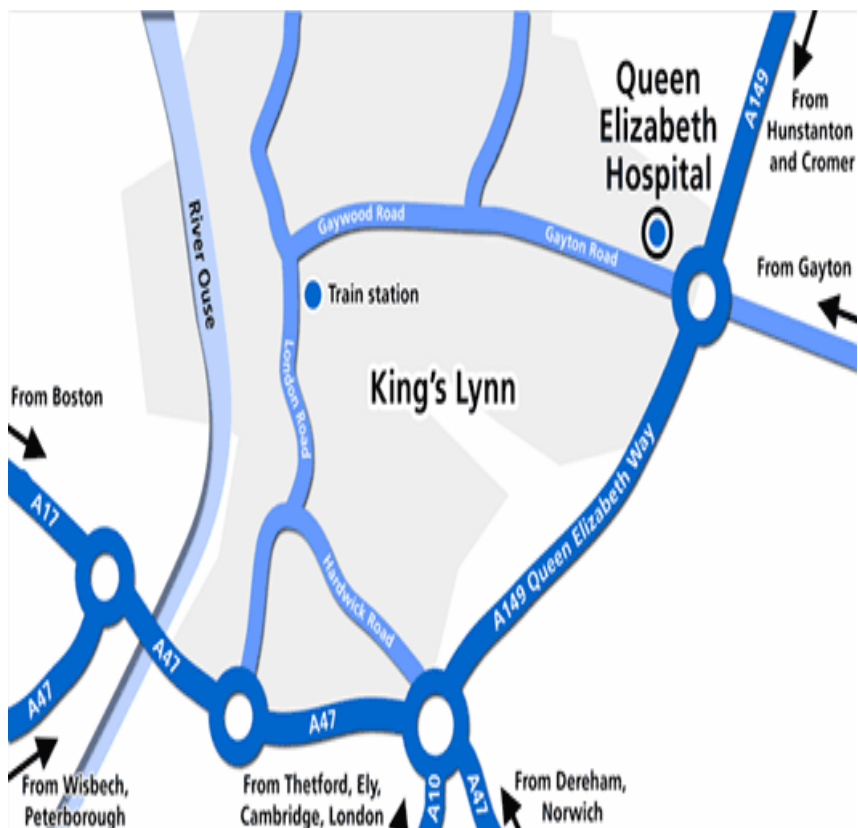 Queen
Elizabeth
Hospital
A149
From
Hunstanton
and Cromer
River Ouse
Gaywood Road
Gayton Road
From Gayton
Train station
London Road
King's Lynn
From Boston
A17
A149 Queen Elizabeth Way
Hardwick Road
A47
A47
A47
From Wisbech,
Peterborough
From Thetford, Ely,
Cambridge, London
A10
A47
From Dereham,
Norwich